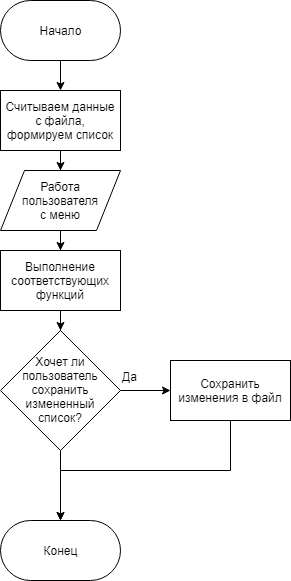 Начало
Считываем данные
с файла,
формируем список
Работа
пользователя
с меню
Выполнение
соответствующих
функций
Хочет ли
пользователь
сохранить
измененный
список?
Да
Сохранить
изменения в файл
Конец